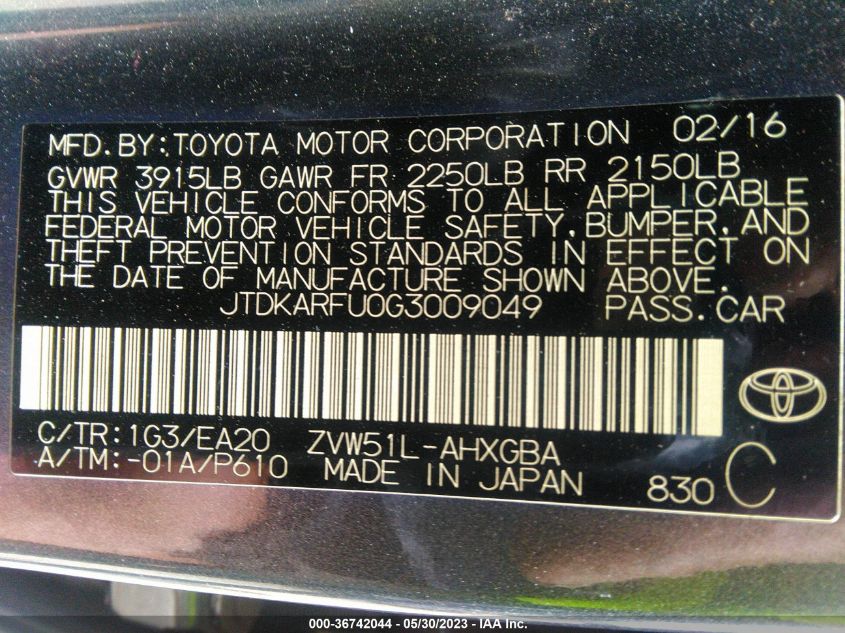 MFD.BY:TOYOTA MOTOR CORPORATION 02/16
GVWR 3915LB GAWR FR 2250LB RR 2150LB
THIS VEHICLE CONFORMS TO ALL APPLICABLE
FEDERAL MOTOR VEHICLE SAFETY,BUMPER,AND
THEFT PREVENTION STANDARDS IN EFFECT ON
THE DATE OF MANUFACTURE SHOWN ABOVE.
JTDKARFU0G3009049 PASS.CAR
C/TR:1G3/EA20 ZVW51L-AHXGBA
A/TM:-01A/P610 MADE IN JAPAN 830 C
000-36742044 - 05/30/2023 - IAA Inc.